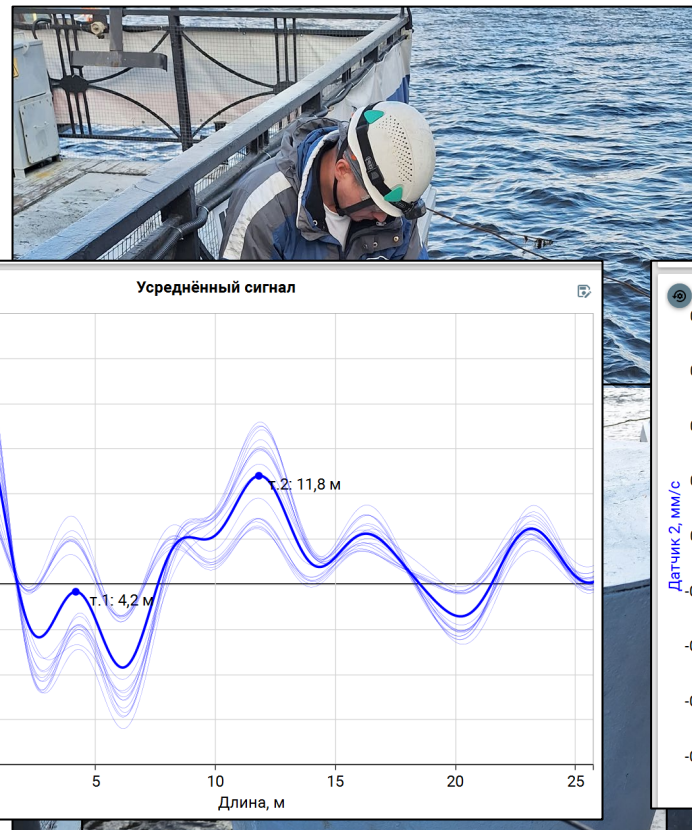 Усреднённый сигнал
т.2: 11,8 м
т.1: 4,2 м
5
10
15
20
25
Длина, м
Датчик 2, мм/с